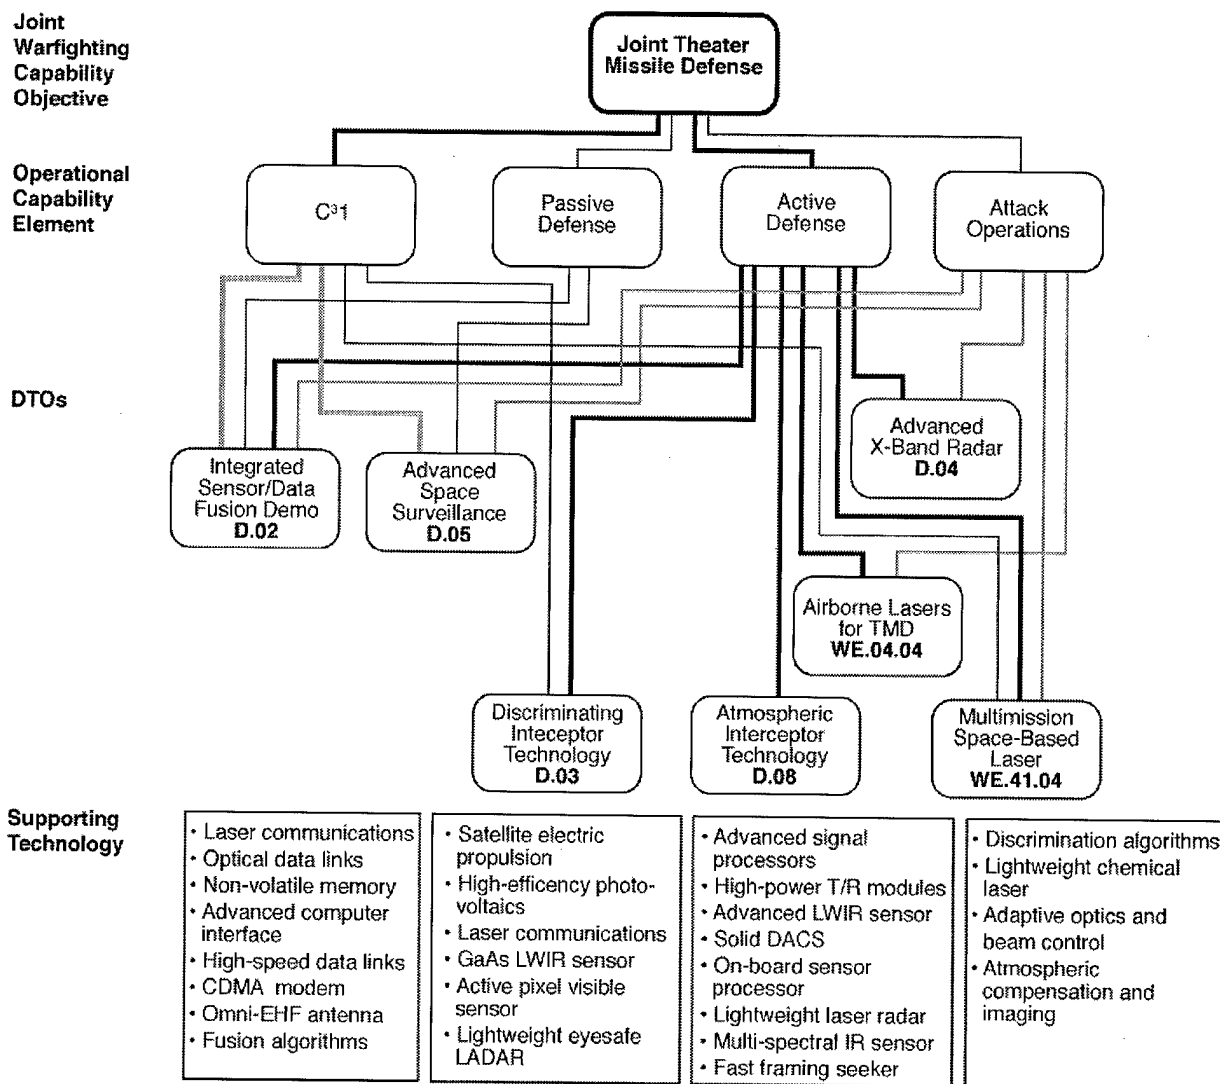 Joint
Warfighting
Capability
Objective
Joint Theater
Missile Defense
Operational
Capability
Element
C³1
Passive
Defense
Active
Defense
Attack
Operations
DTOs
Advanced
X-Band Radar
D.04
Integrated
Sensor/Data
Fusion Demo
D.02
Advanced
Space
Surveillance
D.05
Airborne Lasers
for TMD
WE.04.04
Discriminating
Inteceptor
Technology
D.03
Atmospheric
Interceptor
Technology
D.08
Multimission
Space-Based
Laser
WE.41.04
Supporting
Technology
• Laser communications
• Optical data links
• Non-volatile memory
• Advanced computer
interface
• High-speed data links
• CDMA modem
• Omni-EHF antenna
• Fusion algorithms
• Satellite electric
propulsion
• High-efficency photo-
voltaics
• Laser communications
• GaAs LWIR sensor
• Active pixel visible
sensor
• Lightweight eyesafe
LADAR
• Advanced signal
processors
• High-power T/R modules
• Advanced LWIR sensor
• Solid DACS
• On-board sensor
processor
• Lightweight laser radar
• Multi-spectral IR sensor
• Fast framing seeker
• Discrimination algorithms
• Lightweight chemical
laser
• Adaptive optics and
beam control
• Atmospheric
compensation and
imaging